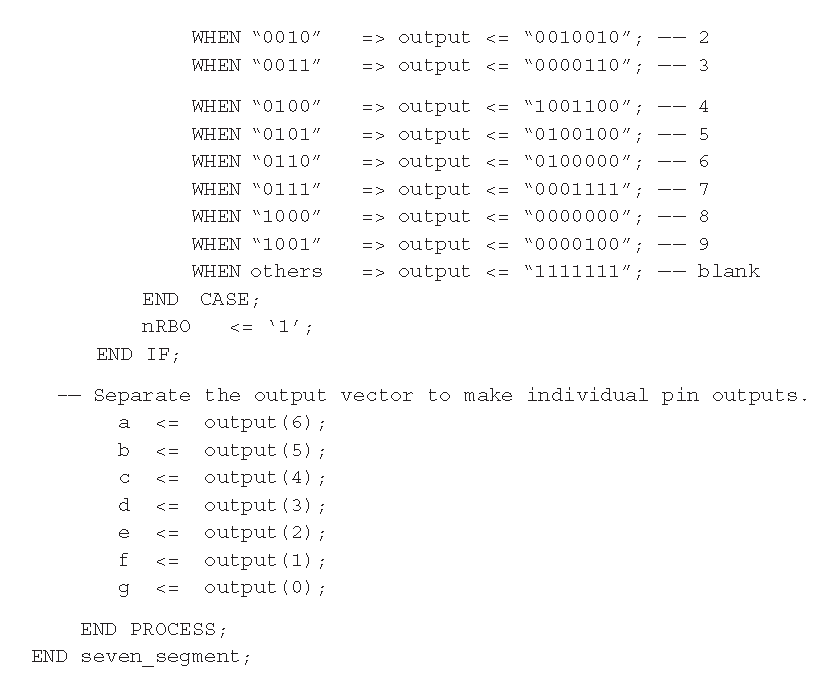 WHEN “0010” => output <= “0010010”; —— 2
WHEN “0011” => output <= “0000110”; —— 3
WHEN “0100” => output <= “1001100”; —— 4
WHEN “0101” => output <= “0100100”; —— 5
WHEN “0110” => output <= “0100000”; —— 6
WHEN “0111” => output <= “0001111”; —— 7
WHEN “1000” => output <= “0000000”; —— 8
WHEN “1001” => output <= “0000100”; —— 9
WHEN others => output <= “1111111”; —— blank
END CASE;
nRBO <= ‘1’;
END IF;
—— Separate the output vector to make individual pin outputs.
a <= output(6);
b <= output(5);
c <= output(4);
d <= output(3);
e <= output(2);
f <= output(1);
g <= output(0);
END PROCESS;
END seven_segment;